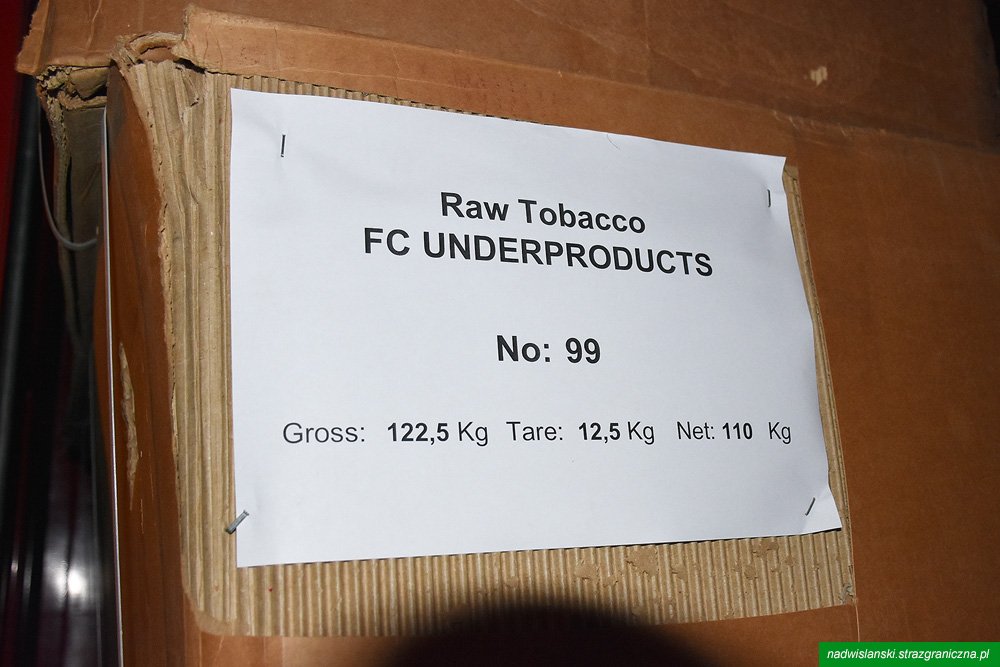 Raw Tobacco
FC UNDERPRODUCTS
No: 99
Gross: 122,5 Kg Tare: 12,5 Kg Net: 110 Kg
nadwislanski.strazgraniczna.pl